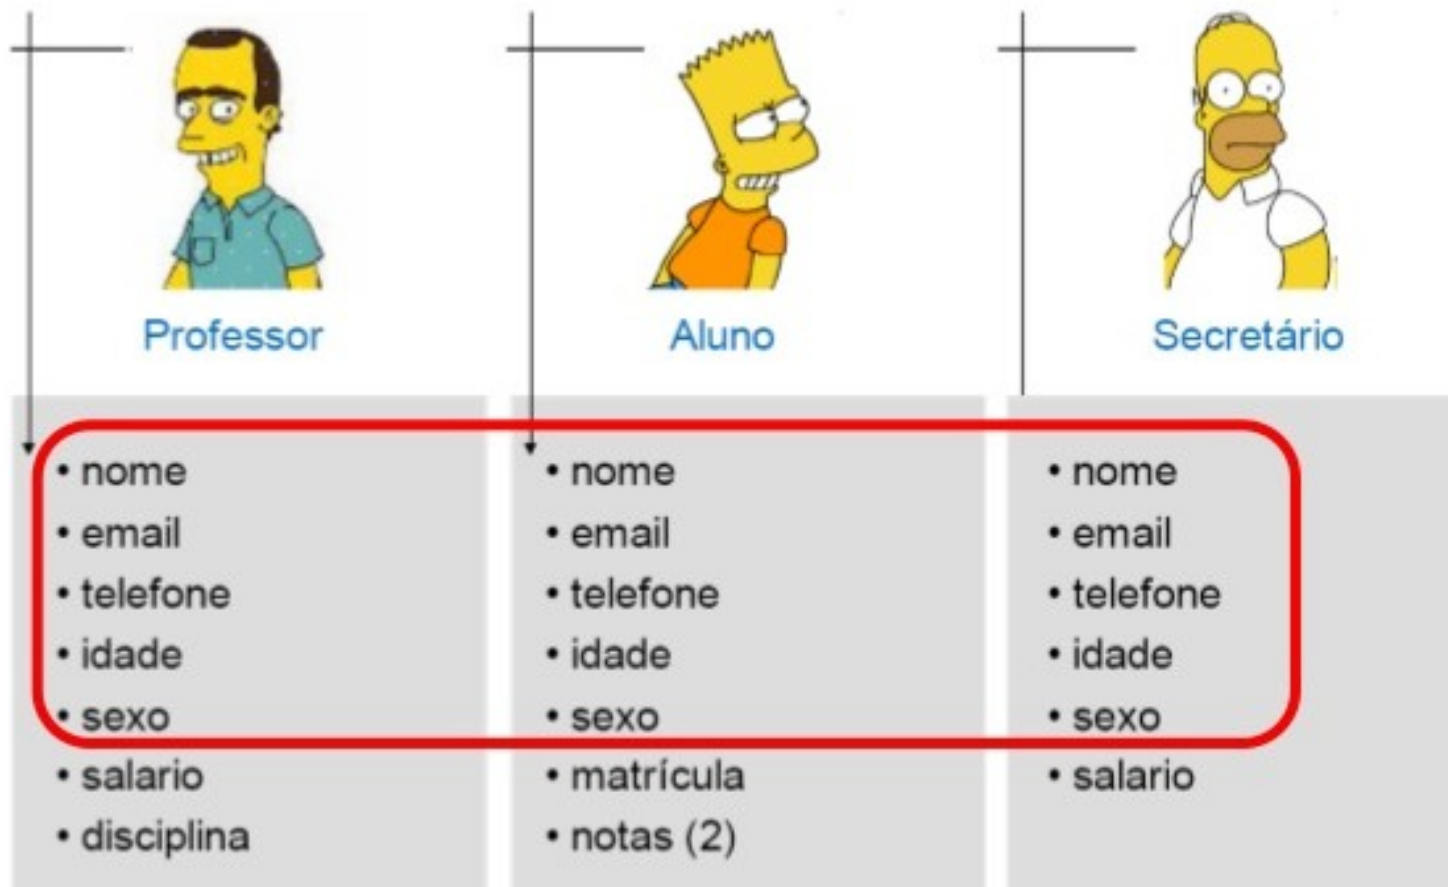 Professor
• nome
• email
• telefone
• idade
• sexo
• salario
• disciplina
Aluno
• nome
• email
• telefone
• idade
• sexo
• matrícula
• notas (2)
Secretário
• nome
• email
• telefone
• idade
• sexo
• salario